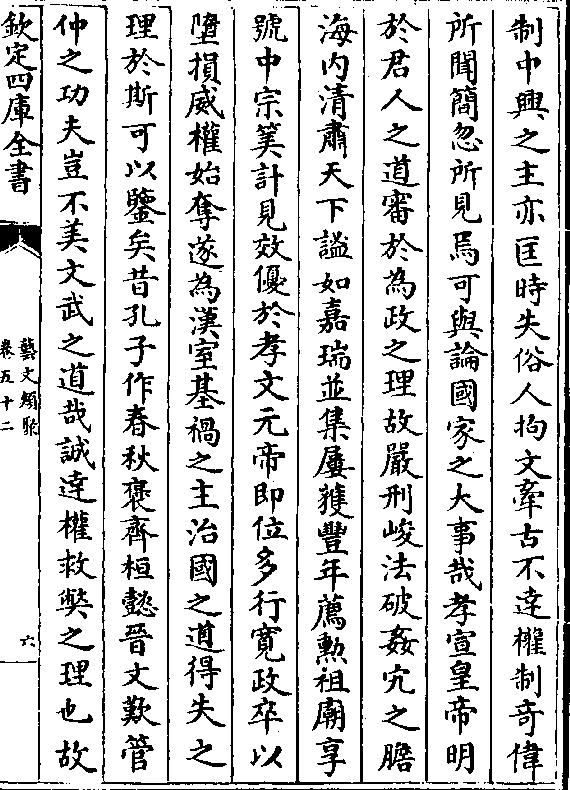 制中興之主亦匡時失俗人拘文牽古不達權制奇偉
所聞簡忽所見焉可與論國家之大事哉孝宣皇帝明
於君人之道審於為政之理故嚴刑峻法破姦宄之膽
海内清肅天下謐如嘉瑞並集屢獲豐年薦勲祖廟享
號中宗筭計見效優於孝文元帝即位多行寛政卒以
墮損威權始奪遂為漢室基禍之主治國之道得失之
理於斯可以鑒矣昔孔子作春秋褒齊桓懿晉文歎管
仲之功夫豈不美文武之道哉誠達權救弊之理也故
欽定四庫全書
藝文類聚
卷五十二
六